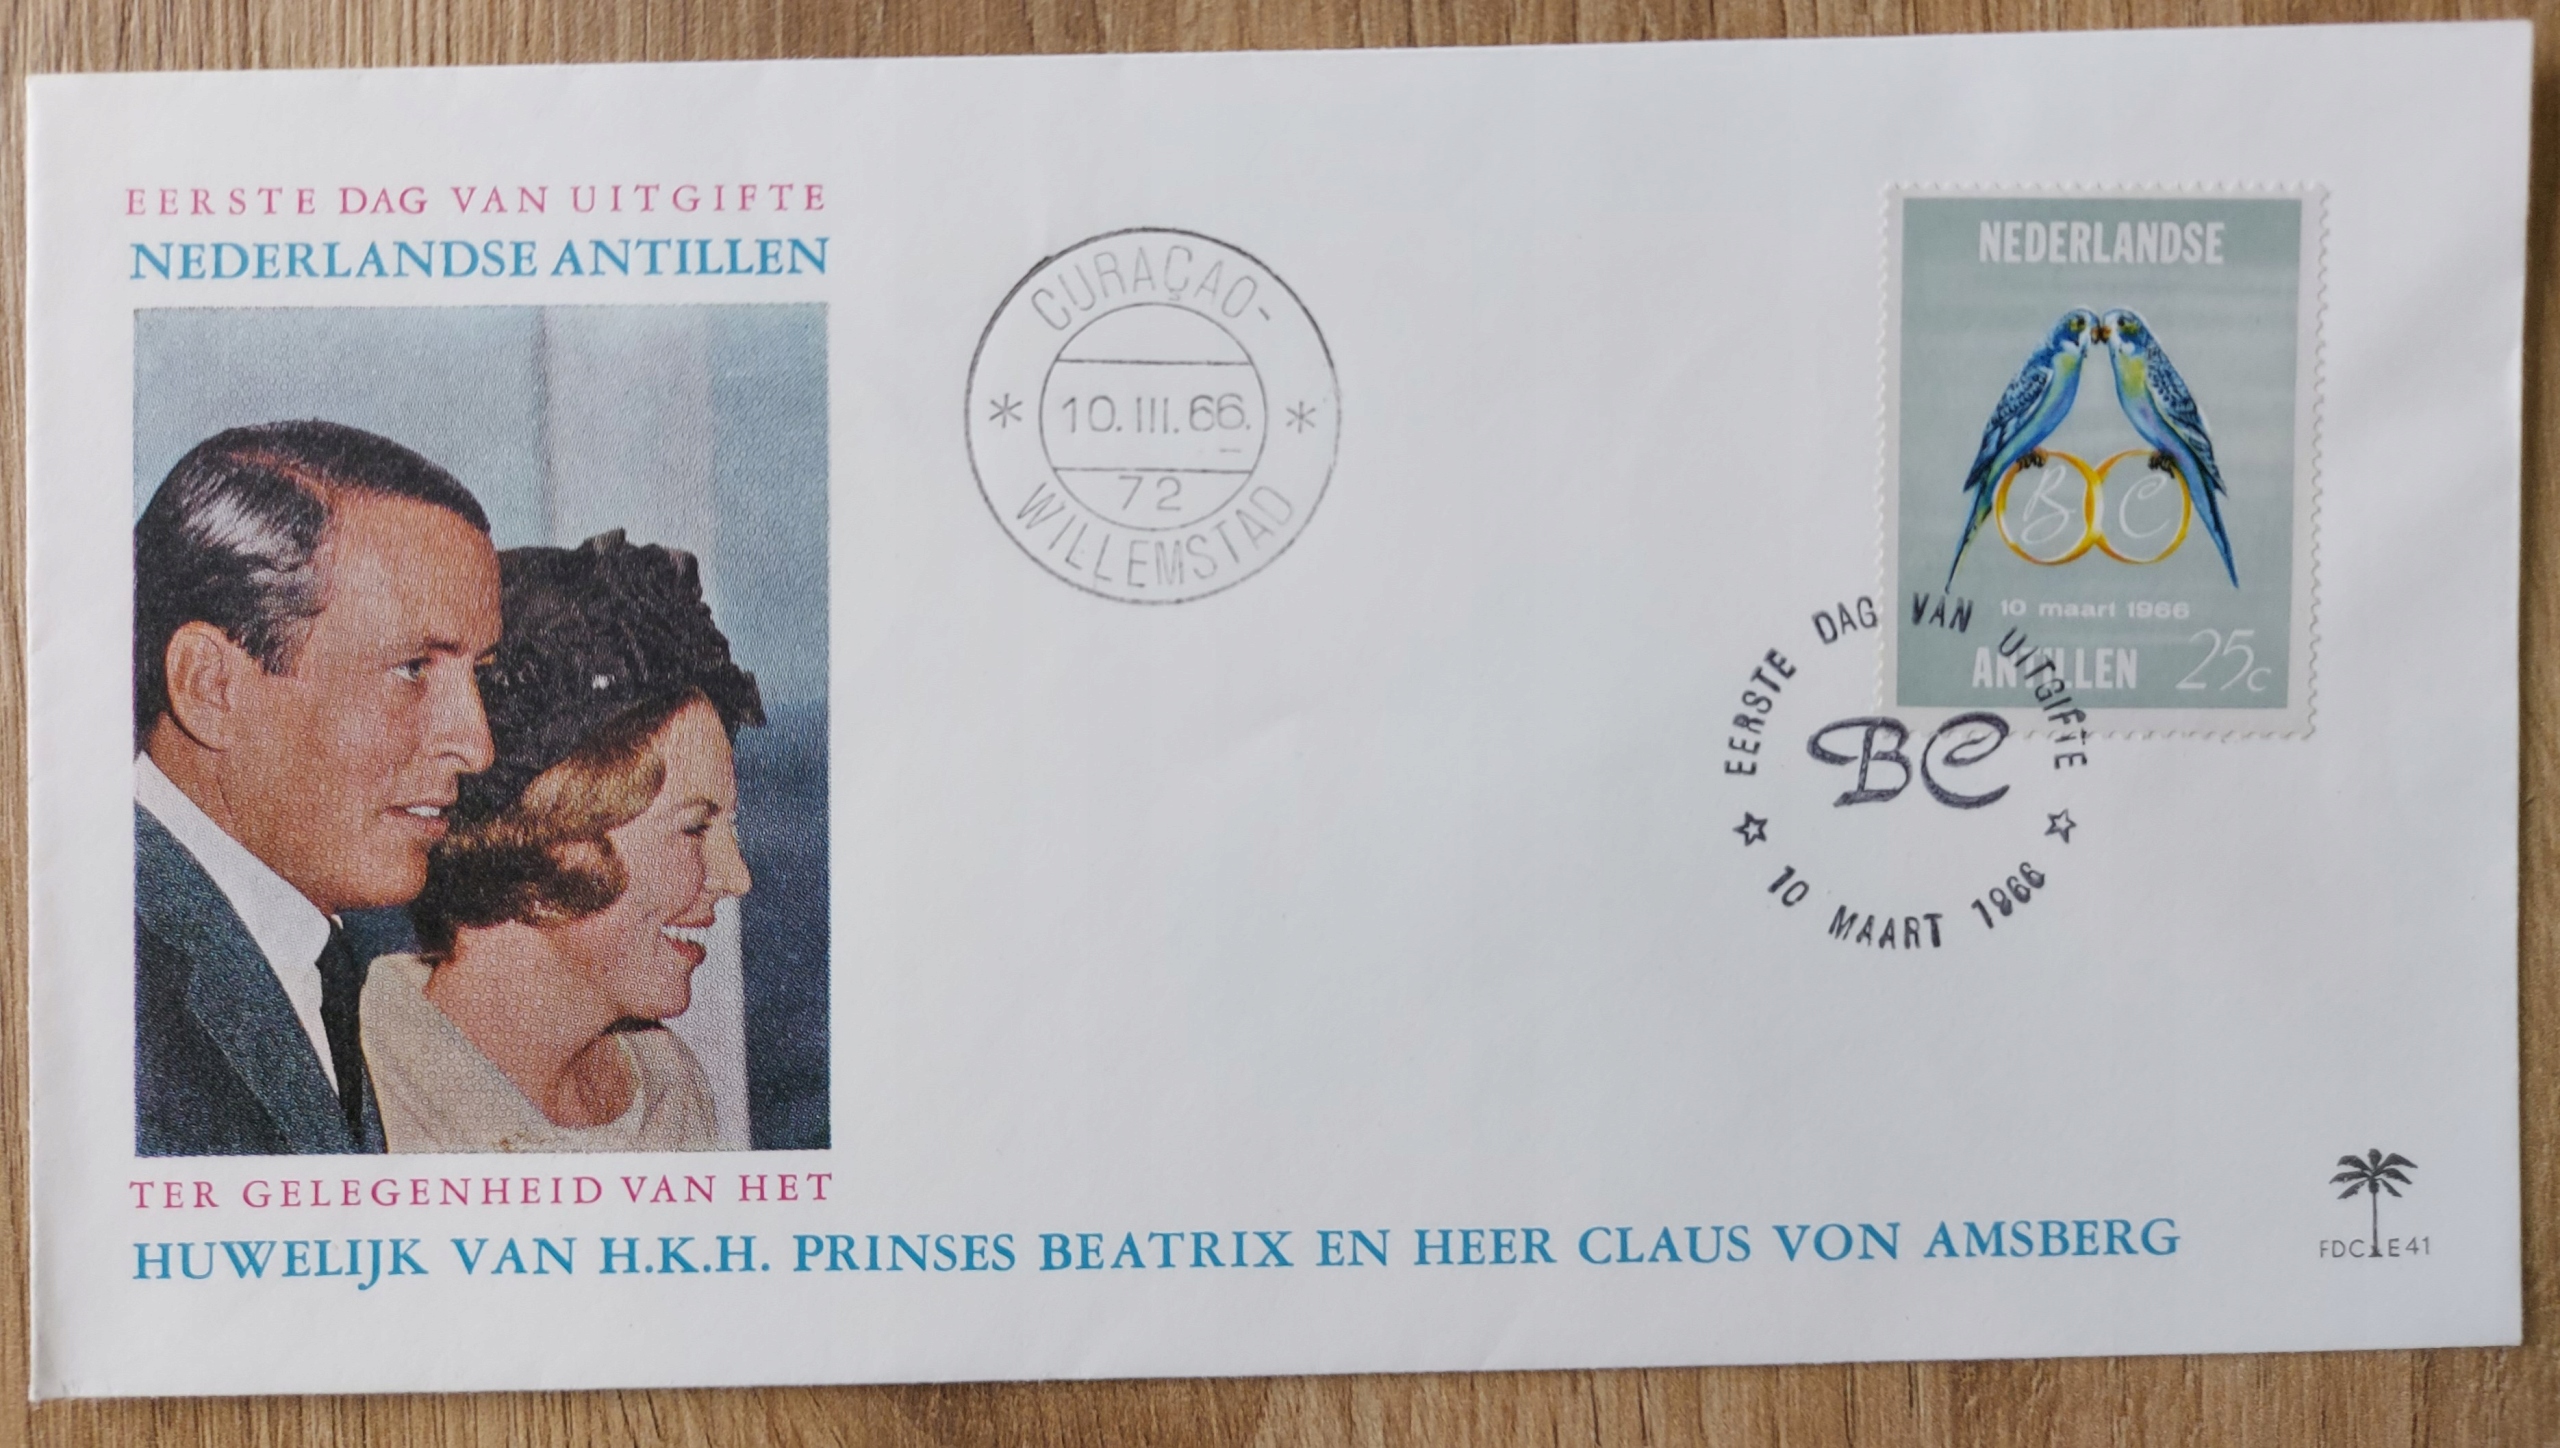 EERSTE DAG VAN UITGIFTE
NEDERLANDSE ANTILLEN
CURAÇAO-
* 10.III.66. *
72
WILLEMSTAD
NEDERLANDSE
B C
10 maart 1966
ANTILLEN 25c
EERSTE DAG VAN UITGIFTE
BC
10 MAART 1966
TER GELEGENHEID VAN HET
HUWELIJK VAN H.K.H. PRINSES BEATRIX EN HEER CLAUS VON AMSBERG
FDC E41